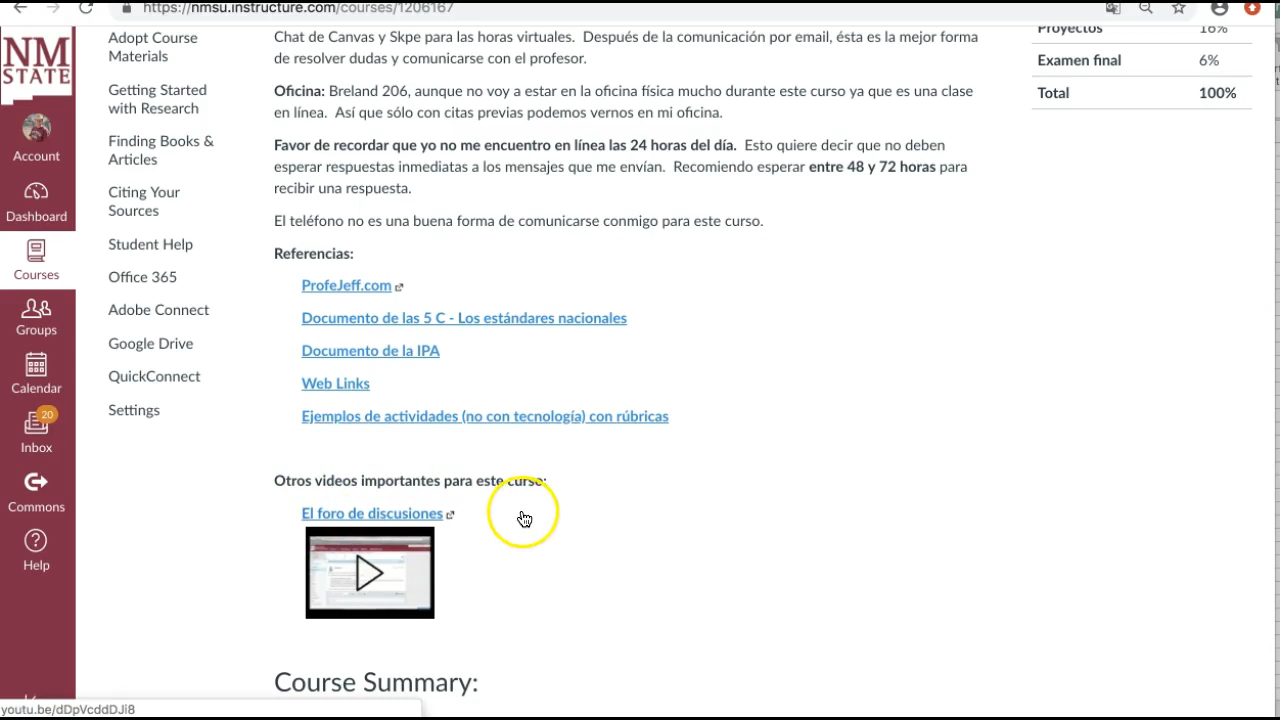 https://nmsu.instructure.com/courses/1206167
NM
STATE
Account
Dashboard
Courses
Groups
Calendar
20
Inbox
Commons
Help
Adopt Course
Materials
Getting Started
with Research
Finding Books &
Articles
Citing Your
Sources
Student Help
Office 365
Adobe Connect
Google Drive
QuickConnect
Settings
Chat de Canvas y Skpe para las horas virtuales. Después de la comunicación por email, ésta es la mejor forma
de resolver dudas y comunicarse con el profesor.
Oficina: Breland 206, aunque no voy a estar en la oficina física mucho durante este curso ya que es una clase
en línea. Así que sólo con citas previas podemos vernos en mi oficina.
Favor de recordar que yo no me encuentro en línea las 24 horas del día. Esto quiere decir que no deben
esperar respuestas inmediatas a los mensajes que me envían. Recomiendo esperar entre 48 y 72 horas para
recibir una respuesta.
El teléfono no es una buena forma de comunicarse conmigo para este curso.
Referencias:
ProfeJeff.com
Documento de las 5 C - Los estándares nacionales
Documento de la IPA
Web Links
Ejemplos de actividades (no con tecnología) con rúbricas
Otros videos importantes para este curso:
El foro de discusiones
Course Summary:
Proyectos 16%
Examen final 6%
Total 100%
youtu.be/dDpVcddDJi8